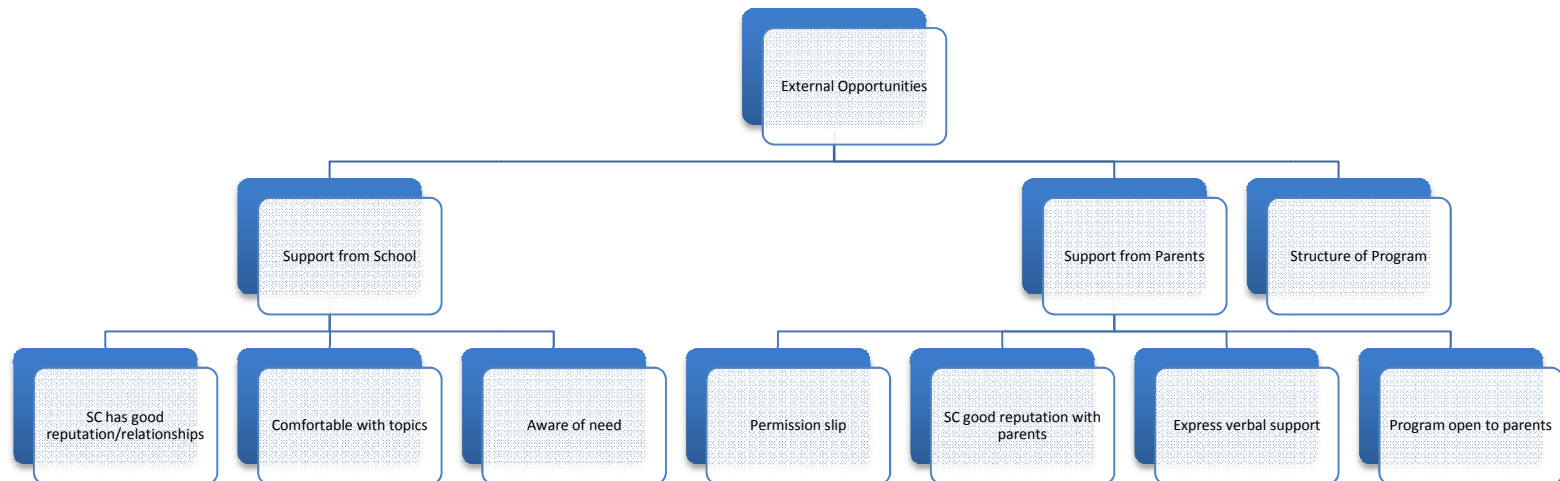 External Opportunities
Support from School
Support from Parents
Structure of Program
SC has good
reputation/relationships
Comfortable with topics
Aware of need
Permission slip
SC good reputation with
parents
Express verbal support
Program open to parents